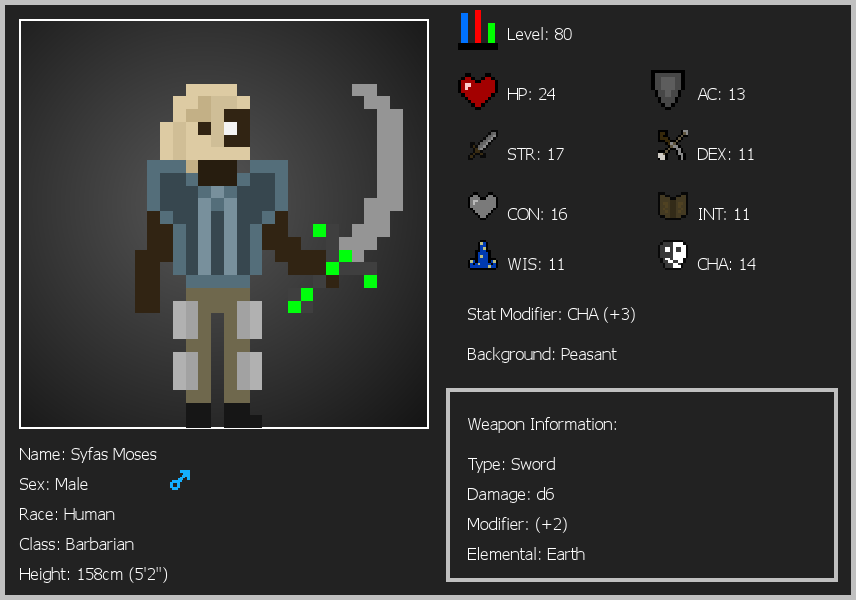 Level: 80
HP: 24
AC: 13
STR: 17
DEX: 11
CON: 16
INT: 11
WIS: 11
CHA: 14
Stat Modifier: CHA (+3)
Background: Peasant
Weapon Information:
Type: Sword
Damage: d6
Modifier: (+2)
Elemental: Earth
Name: Syfas Moses
Sex: Male
Race: Human
Class: Barbarian
Height: 158cm (5'2")